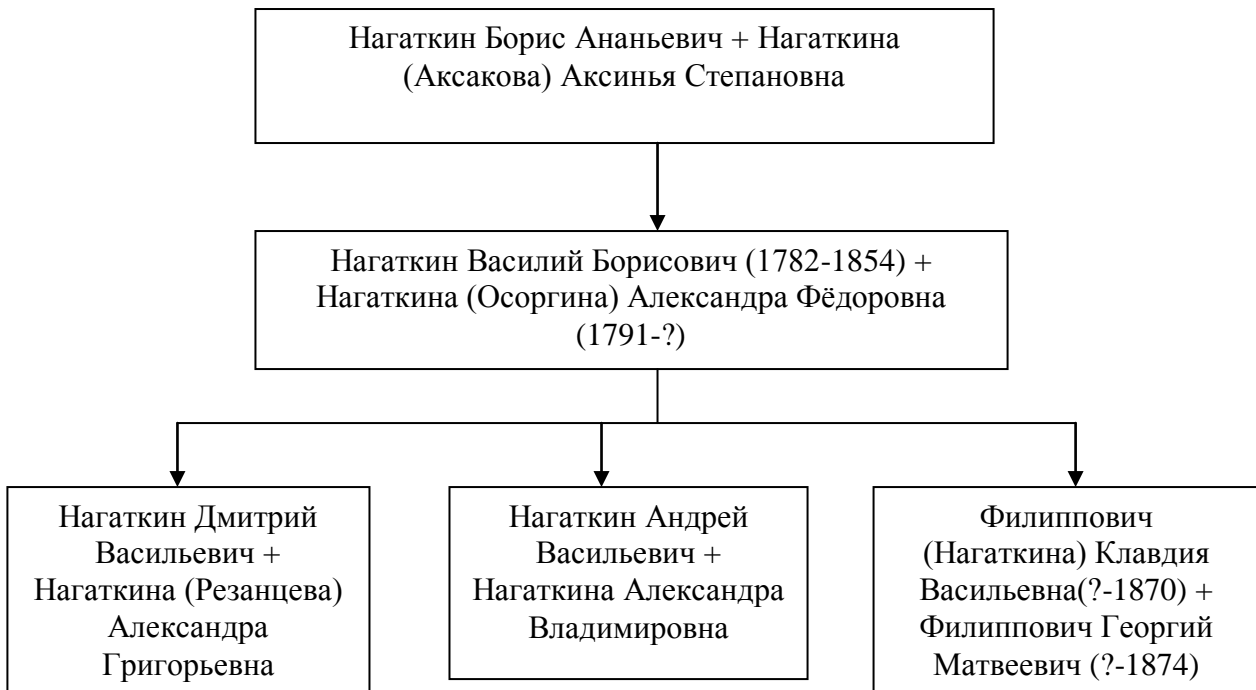 Нагаткин Борис Ананьевич + Нагаткина
(Аксакова) Аксинья Степановна
Нагаткин Василий Борисович (1782-1854) +
Нагаткина (Осоргина) Александра Фёдоровна
(1791-?)
Нагаткин Дмитрий
Васильевич +
Нагаткина (Резанцева)
Александра
Григорьевна
Нагаткин Андрей
Васильевич +
Нагаткина Александра
Владимировна
Филиппович
(Нагаткина) Клавдия
Васильевна(?-1870) +
Филиппович Георгий
Матвеевич (?-1874)